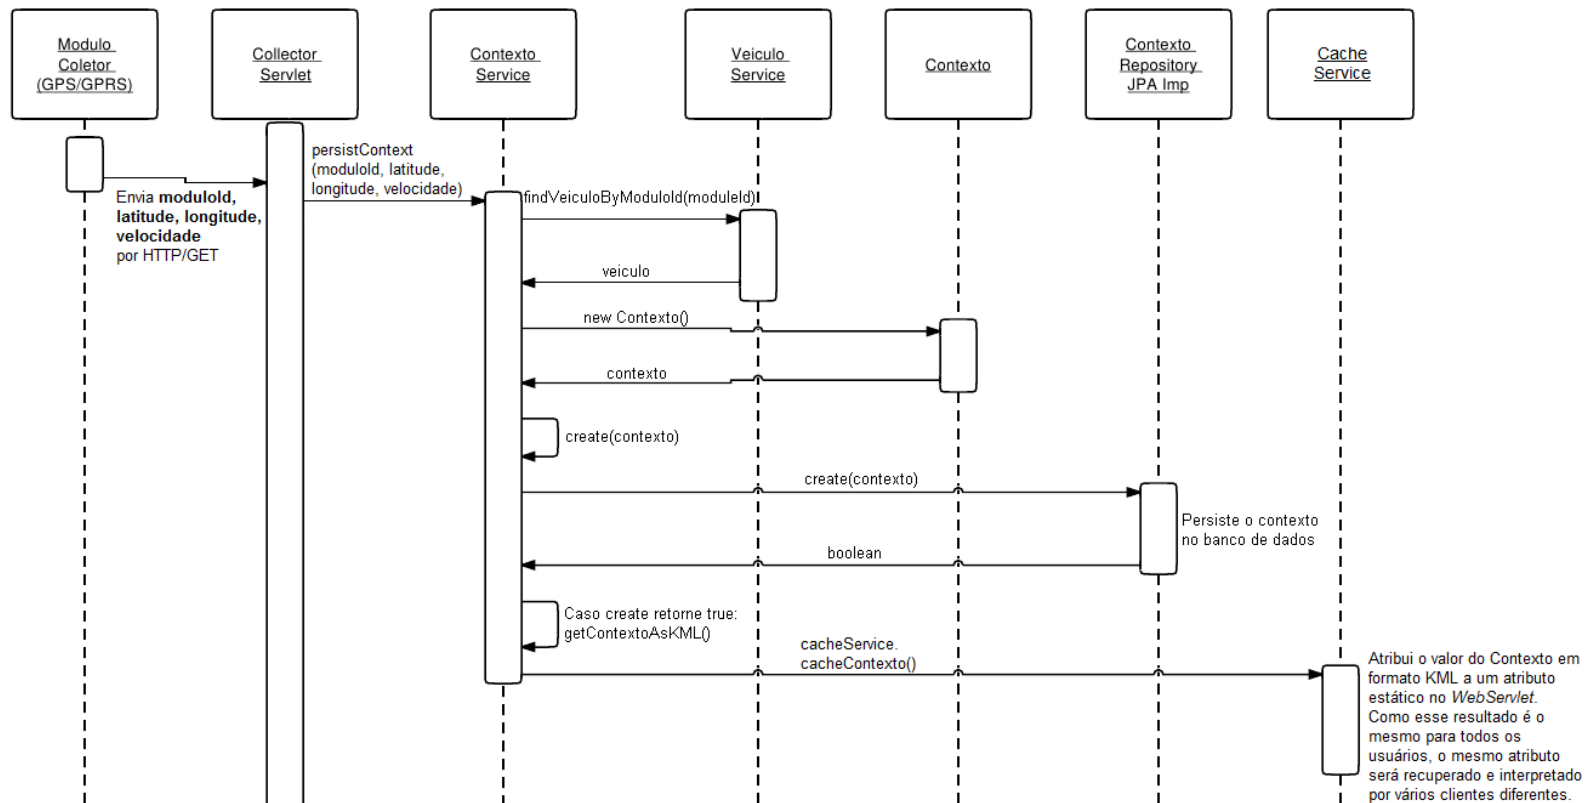 Modulo
Coletor
(GPS/GPRS)
Collector
Servlet
Contexto
Service
Veiculo
Service
Contexto
Contexto
Repository
JPA Imp
Cache
Service
persistContext
(moduloId, latitude,
longitude, velocidade)
Envia moduloId,
latitude, longitude,
velocidade
por HTTP/GET
findVeiculoByModuloId(moduleId)
veiculo
new Contexto()
contexto
create(contexto)
create(contexto)
Persiste o contexto
no banco de dados
boolean
Caso create retorne true:
getContextoAsKML()
cacheService.
cacheContexto()
Atribui o valor do Contexto em
formato KML a um atributo
estático no WebServlet.
Como esse resultado é o
mesmo para todos os
usuários, o mesmo atributo
será recuperado e interpretado
por vários clientes diferentes.